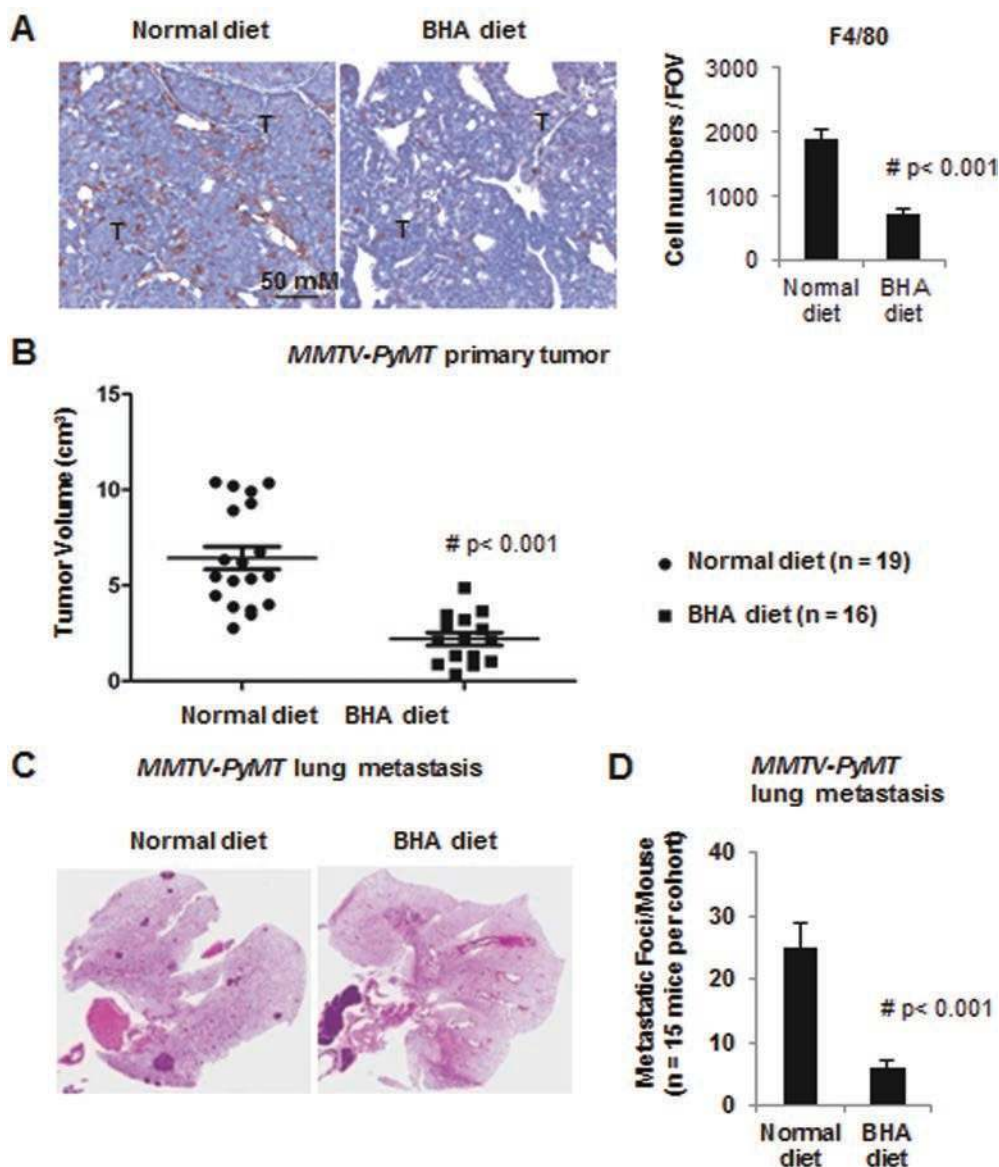 A
Normal diet
BHA diet
T
T
50 mM
T
T
F4/80
Cell numbers / FOV
3000
2000
1000
0
# p< 0.001
Normal diet
BHA diet
B
MMTV-PyMT primary tumor
Tumor Volume (cm³)
15
10
5
0
# p< 0.001
Normal diet
BHA diet
Normal diet (n = 19)
BHA diet (n = 16)
C
MMTV-PyMT lung metastasis
Normal diet
BHA diet
D
MMTV-PyMT
lung metastasis
Metastatic Foci/Mouse
(n = 15 mice per cohort)
40
30
20
10
0
# p< 0.001
Normal
diet
BHA
diet